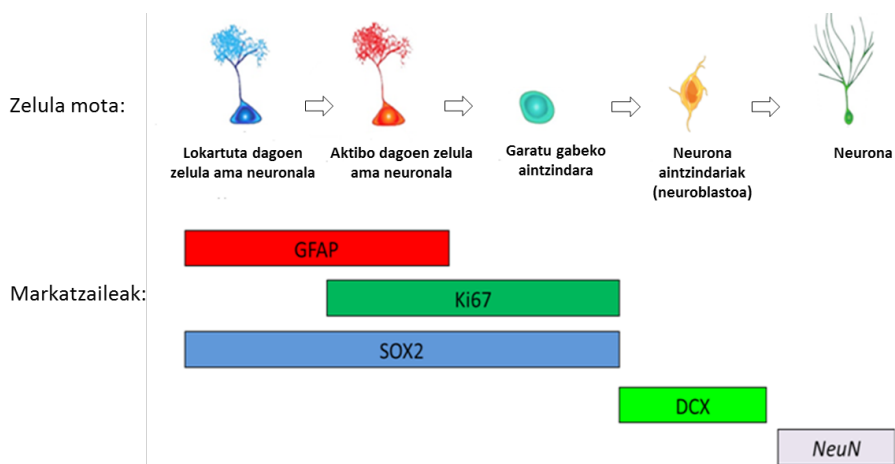 Zelula mota:
Lokartuta dagoen
zelula ama neuronala
Aktibo dagoen zelula
ama neuronala
Garatu gabeko
aintzindara
Neurona
aintzindariak
(neuroblastoa)
Neurona
Markatzaileak:
GFAP
Ki67
SOX2
DCX
NeuN